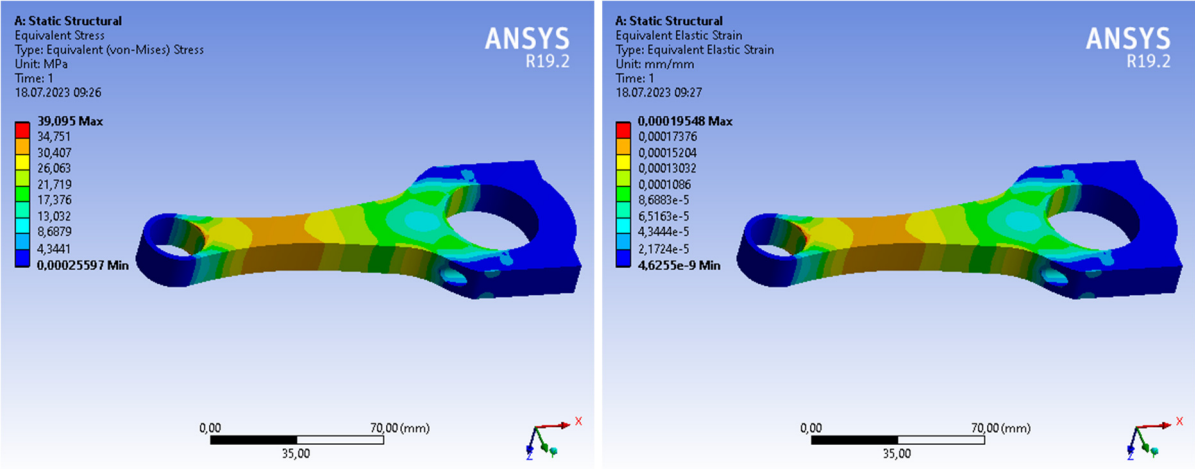 A: Static Structural
Equivalent Stress
Type: Equivalent (von-Mises) Stress
Unit: MPa
Time: 1
18.07.2023 09:26
ANSYS
R19.2
39,095 Max
34,751
30,407
26,063
21,719
17,376
13,032
8,6879
4,3441
0,00025597 Min
0,00
70,00 (mm)
35,00
X
Z
A: Static Structural
Equivalent Elastic Strain
Type: Equivalent Elastic Strain
Unit: mm/mm
Time: 1
18.07.2023 09:27
ANSYS
R19.2
0,00019548 Max
0,00017376
0,00015204
0,00013032
0,0001086
8,6883e-5
6,5163e-5
4,3444e-5
2,1724e-5
4,6255e-9 Min
0,00
70,00 (mm)
35,00
X
Z